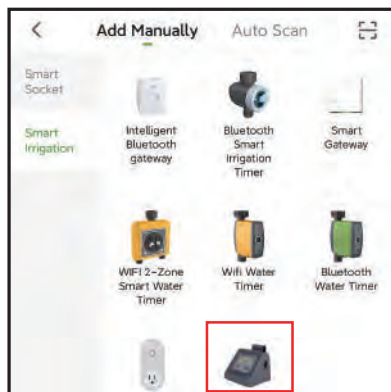 Add Manually Auto Scan
Smart
Socket
Smart
Irrigation
Intelligent
Bluetooth
gateway
Bluetooth
Smart
Irrigation
Timer
Smart
Gateway
WIFI 2-Zone
Smart Water
Timer
Wifi Water
Timer
Bluetooth
Water Timer